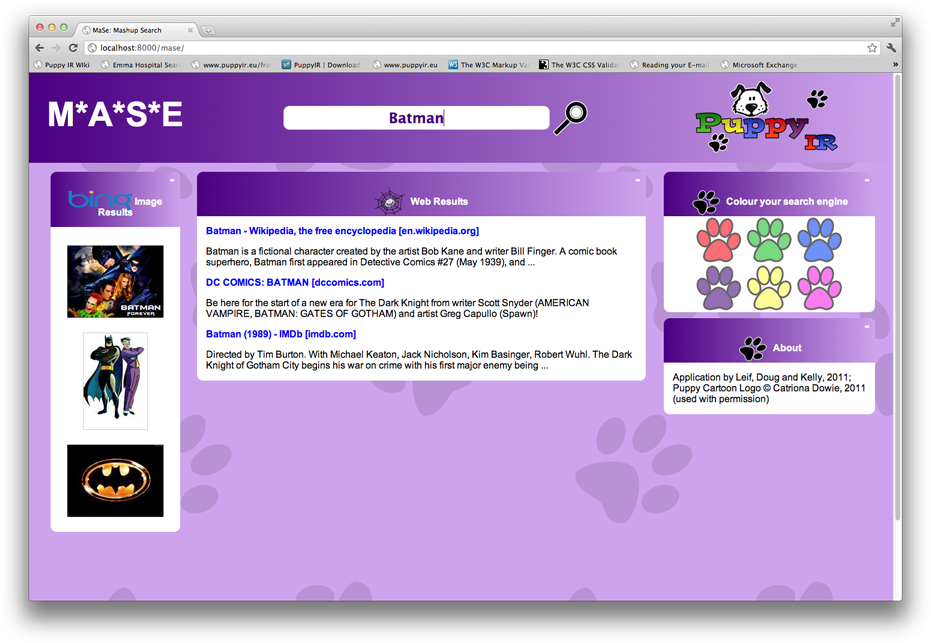 MaSe: Mashup Search
localhost:8000/mase/
Puppy IR Wiki
Emma Hospital Sear
www.puppyir.eu/fra
PuppyIR | Download
www.puppyir.eu
The W3C Markup Va
The W3C CSS Valida
Reading your E-mail
Microsoft Exchange
»
M*A*S*E
Batman
Puppy
IR
bing Image
Results
BATMAN
FOREVER
Web Results
Batman - Wikipedia, the free encyclopedia [en.wikipedia.org]
Batman is a fictional character created by the artist Bob Kane and writer Bill Finger. A comic book
superhero, Batman first appeared in Detective Comics #27 (May 1939), and ...
DC COMICS: BATMAN [dccomics.com]
Be here for the start of a new era for The Dark Knight from writer Scott Snyder (AMERICAN
VAMPIRE, BATMAN: GATES OF GOTHAM) and artist Greg Capullo (Spawn)!
Batman (1989) - IMDb [imdb.com]
Directed by Tim Burton. With Michael Keaton, Jack Nicholson, Kim Basinger, Robert Wuhl. The Dark
Knight of Gotham City begins his war on crime with his first major enemy being ...
Colour your search engine
About
Application by Leif, Doug and Kelly, 2011;
Puppy Cartoon Logo © Catriona Dowie, 2011
(used with permission)